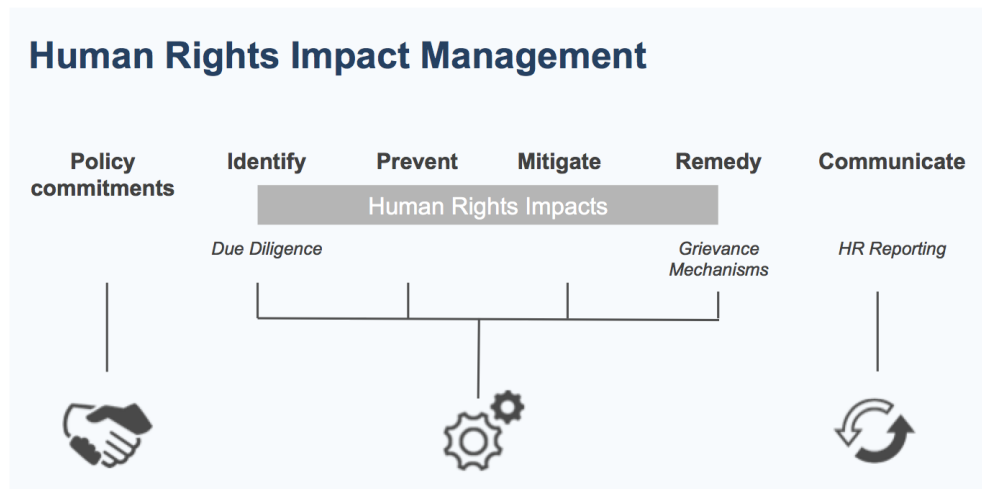 Human Rights Impact Management
Policy
commitments
Identify
Prevent
Mitigate
Remedy
Communicate
Human Rights Impacts
Due Diligence
Grievance
Mechanisms
HR Reporting